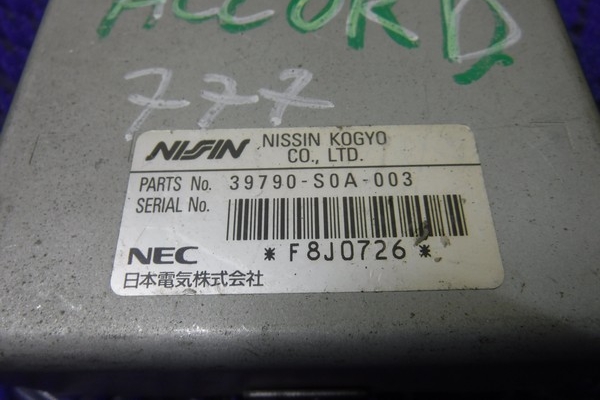 ACCORD
777
NISSIN NISSIN KOGYO
CO., LTD.
PARTS No. 39790-S0A-003
SERIAL No.
*F8J0726*
NEC
日本電気株式会社